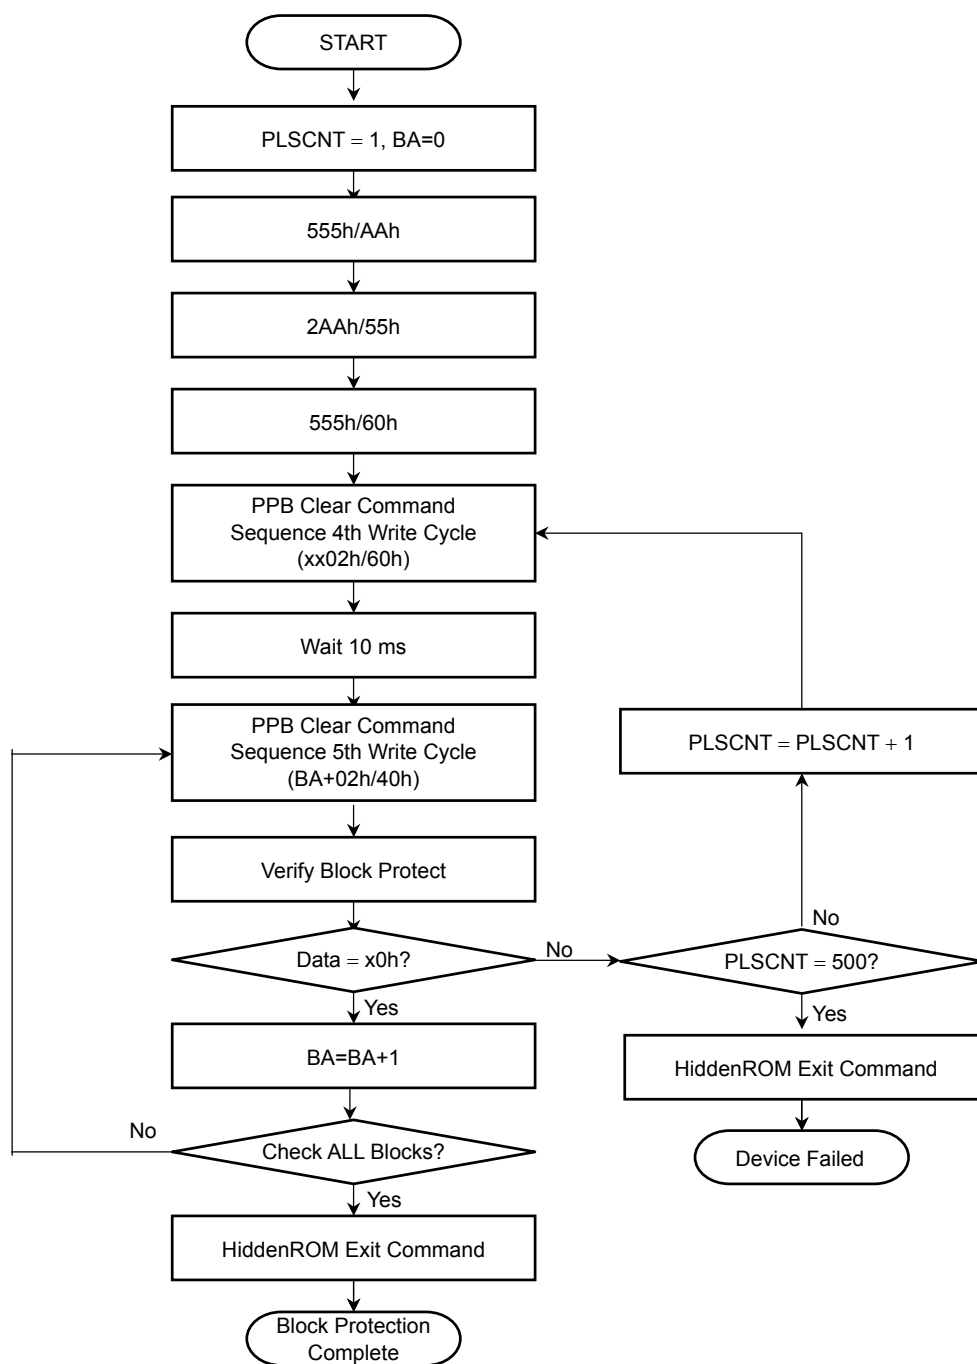 START
PLSCNT = 1, BA=0
555h/AAh
2AAh/55h
555h/60h
PPB Clear Command
Sequence 4th Write Cycle
(xx02h/60h)
Wait 10 ms
PPB Clear Command
Sequence 5th Write Cycle
(BA+02h/40h)
PLSCNT = PLSCNT + 1
Verify Block Protect
No
Data = x0h?
No
PLSCNT = 500?
Yes
Yes
BA=BA+1
HiddenROM Exit Command
No
Check ALL Blocks?
Device Failed
Yes
HiddenROM Exit Command
Block Protection
Complete